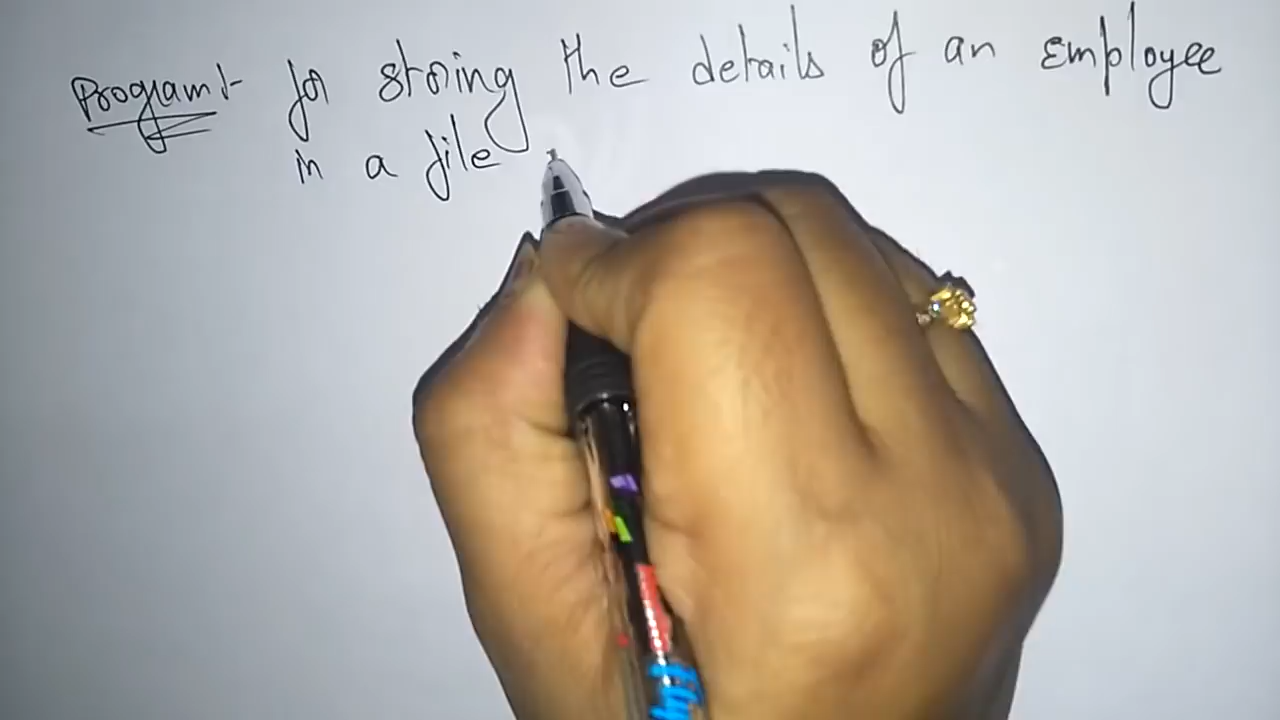 Program:- for storing the details of an Employee
in a file